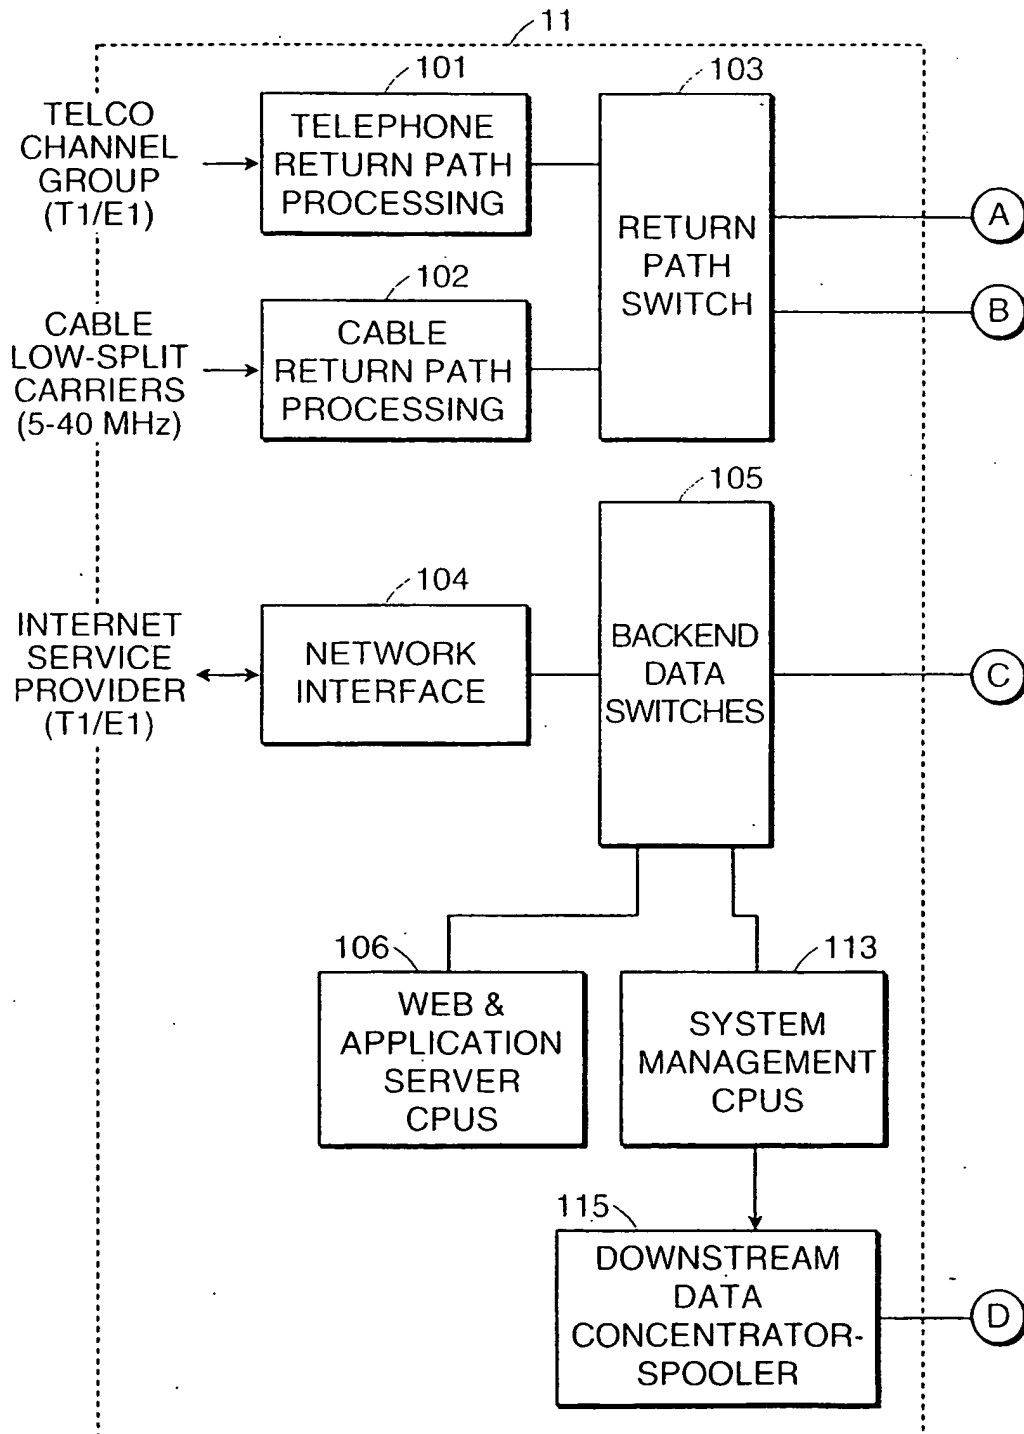 11
101
103
TELCO
CHANNEL
GROUP
(T1/E1)
TELEPHONE
RETURN PATH
PROCESSING
RETURN
PATH
SWITCH
A
B
102
CABLE
LOW-SPLIT
CARRIERS
(5-40 MHz)
CABLE
RETURN PATH
PROCESSING
105
104
INTERNET
SERVICE
PROVIDER
(T1/E1)
NETWORK
INTERFACE
BACKEND
DATA
SWITCHES
C
106
113
WEB &
APPLICATION
SERVER
CPUS
SYSTEM
MANAGEMENT
CPUS
115
DOWNSTREAM
DATA
CONCENTRATOR-
SPOOLER
D